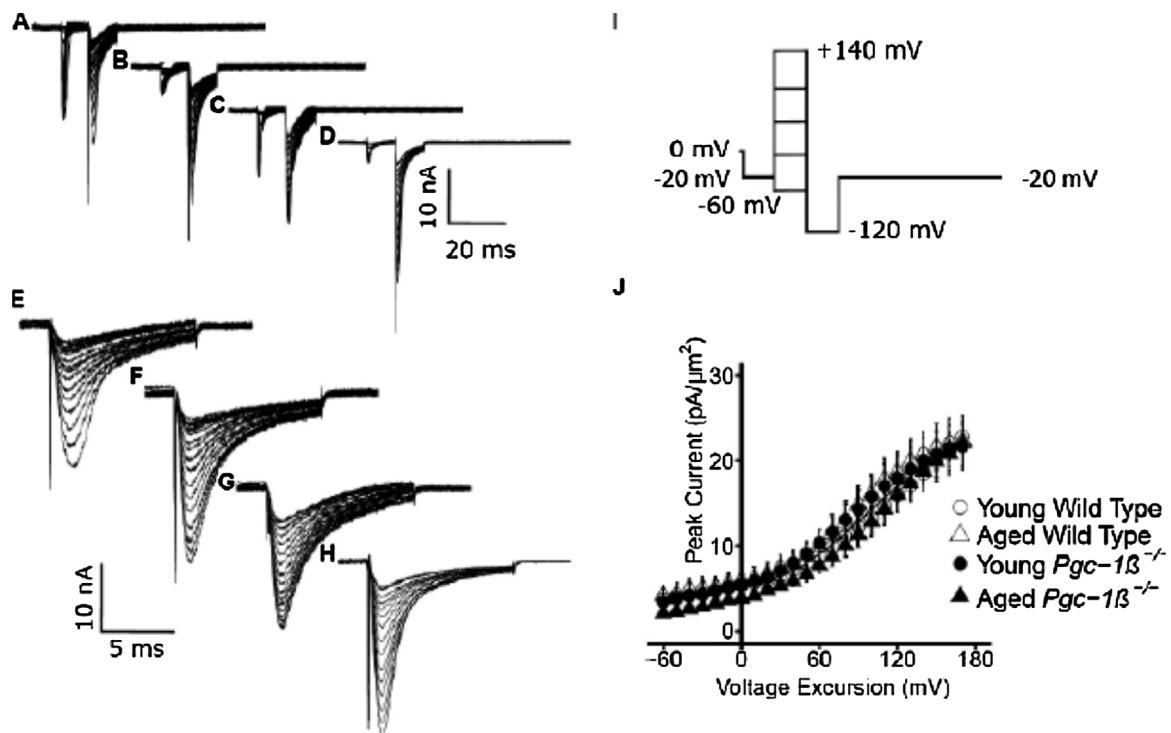 A
B
C
D
10 nA
20 ms
E
F
G
H
10 nA
5 ms
I
+140 mV
0 mV
-20 mV
-20 mV
-60 mV
-120 mV
J
Peak Current (pA/µm²)
30
20
10
0
−60
0
60
120
180
Voltage Excursion (mV)
Young Wild Type
Aged Wild Type
Young Pgc−1ß⁻/⁻
Aged Pgc−1ß⁻/⁻